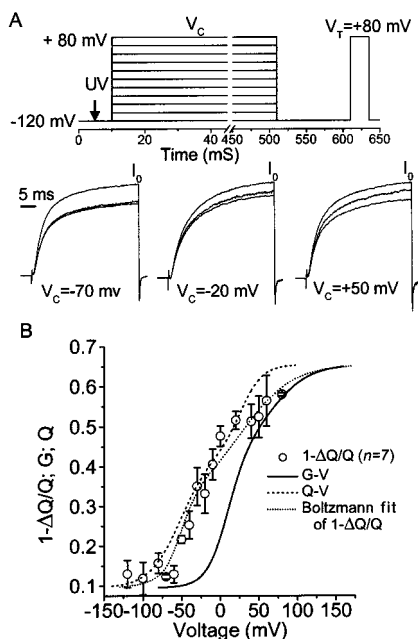 A
V_C
V_T=+80 mV
+ 80 mV
UV
-120 mV
0 20 40 450 500 550 600 650
Time (mS)
I_0 I_0 I_0
5 ms
V_C=-70 mv V_C=-20 mV V_C=+50 mV
B
0.7
0.6
0.5
0.4
0.3
0.2
0.1
1-ΔQ/Q; G; Q
1-ΔQ/Q (n=7)
G-V
Q-V
Boltzmann fit
of 1-ΔQ/Q
-150 -100 -50 0 50 100 150
Voltage (mV)